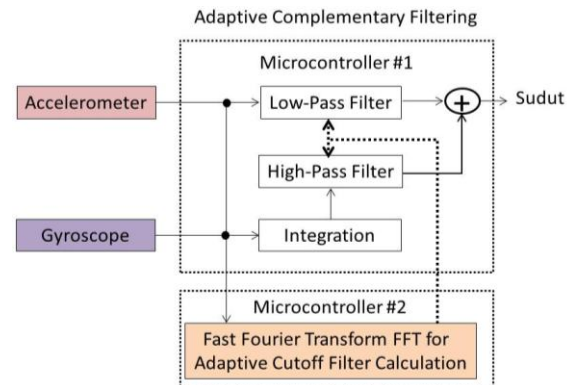 Adaptive Complementary Filtering
Microcontroller #1
Accelerometer
Low-Pass Filter
+
Sudut
High-Pass Filter
Gyroscope
Integration
Microcontroller #2
Fast Fourier Transform FFT for
Adaptive Cutoff Filter Calculation